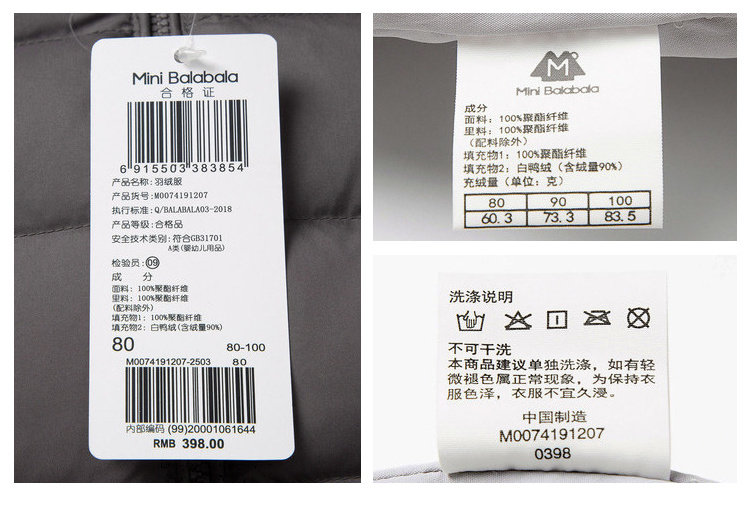 Mini Balabala
合格证
6 915503 383854
产品名称: 羽绒服
产品货号: M0074191207
执行标准: Q/BALABALA03-2018
产品等级: 合格品
安全技术类别: 符合GB31701
A类(婴幼儿用品)
检验员: 09
成 分
面料: 100%聚酯纤维
里料: 100%聚酯纤维
(配料除外)
填充物1: 100%聚酯纤维
填充物2: 白鸭绒(含绒量90%)
80 80-100
M0074191207-2503 80
内部编码 (99)20001061644
RMB 398.00
M
Mini Balabala
成分
面料: 100%聚酯纤维
里料: 100%聚酯纤维
(配料除外)
填充物1: 100%聚酯纤维
填充物2: 白鸭绒 (含绒量90%)
充绒量 (单位: 克)
80 90 100
60.3 73.3 83.5
洗涤说明
不可干洗
本商品建议单独洗涤, 如有轻
微褪色属正常现象, 为保持衣
服色泽, 衣服不宜久浸。
中国制造
M0074191207
0398